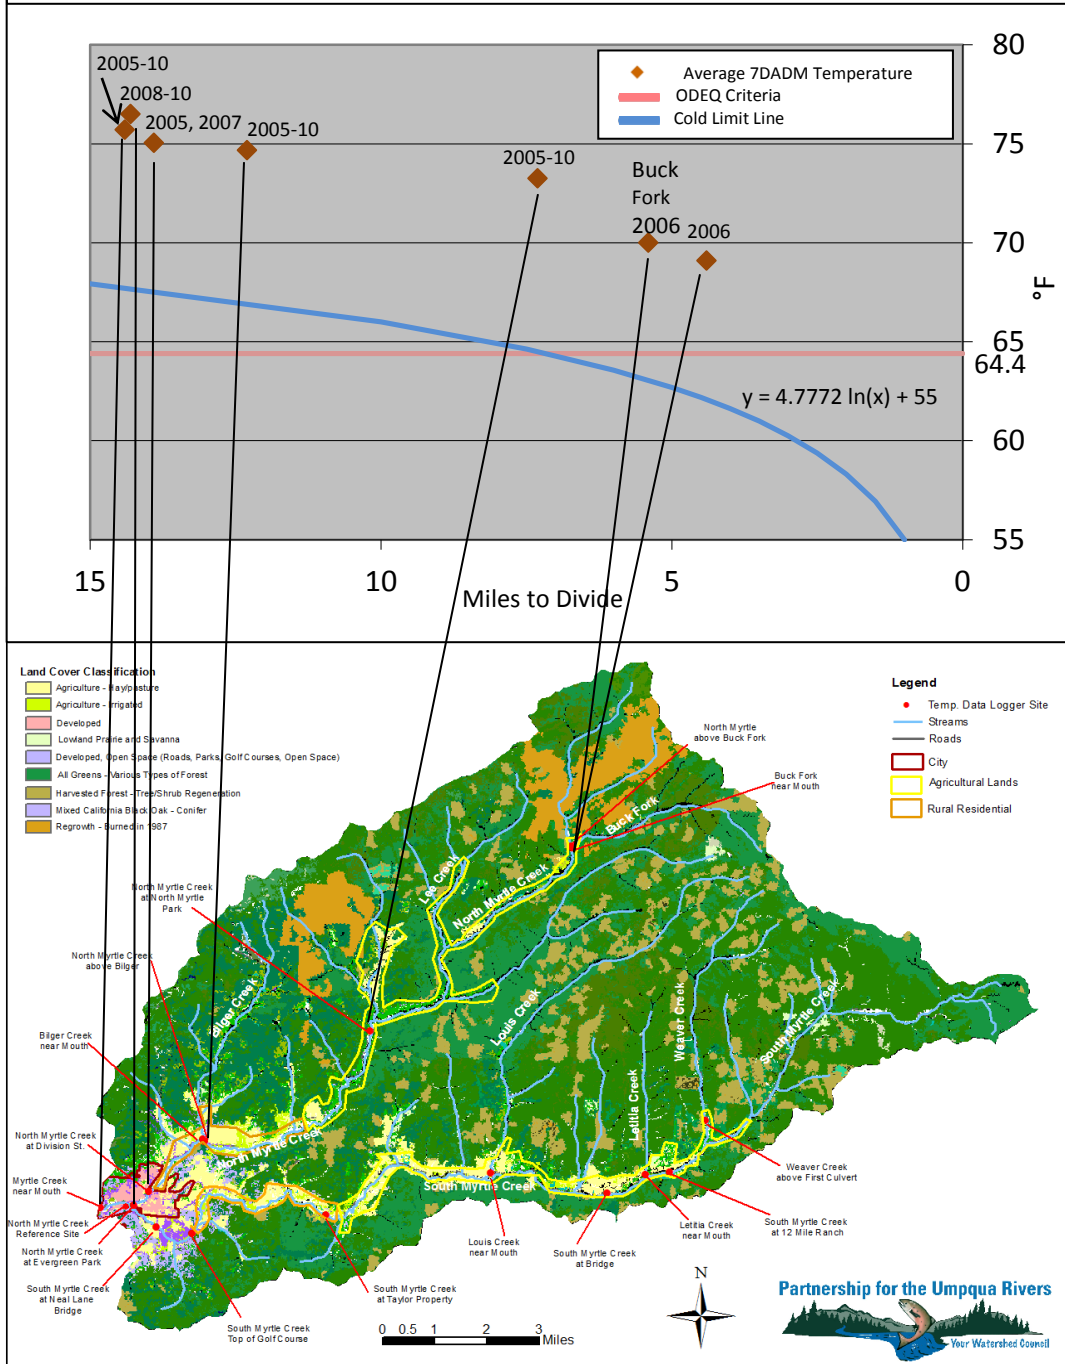 80
75
70
65
64.4
60
55
°F
Average 7DADM Temperature
ODEQ Criteria
Cold Limit Line
2005-10
2008-10
2005, 2007
2005-10
2005-10
Buck
Fork
2006
2006
y = 4.7772 ln(x) + 55
15
10
5
0
Miles to Divide
Land Cover Classification
Agriculture - Hay/pasture
Agriculture - Irrigated
Developed
Lowland Prairie and Savanna
Developed, Open Space (Roads, Parks, Golf Courses, Open Space)
All Greens - Various Types of Forest
Harvested Forest - Tree/Shrub Regeneration
Mixed California Black Oak - Conifer
Regrowth - Burned in 1987
Legend
Temp. Data Logger Site
Streams
Roads
City
Agricultural Lands
Rural Residential
North Myrtle
above Buck Fork
Buck Fork
near Mouth
Buck Fork
Lee Creek
North Myrtle Creek
North Myrtle Creek
at North Myrtle
Park
North Myrtle Creek
above Bilger
Bilger Creek
Bilger Creek
near Mouth
Louis Creek
Weaver Creek
South Myrtle Creek
Letitia Creek
North Myrtle Creek
North Myrtle Creek
at Division St.
Myrtle Creek
near Mouth
North Myrtle Creek
Reference Site
North Myrtle Creek
at Evergreen Park
South Myrtle Creek
at Neal Lane
Bridge
South Myrtle Creek
Top of Golf Course
South Myrtle Creek
at Taylor Property
South Myrtle Creek
Louis Creek
near Mouth
South Myrtle Creek
at Bridge
Letitia Creek
near Mouth
South Myrtle Creek
at 12 Mile Ranch
Weaver Creek
above First Culvert
0 0.5 1 2 3
Miles
N
Partnership for the Umpqua Rivers
Your Watershed Council